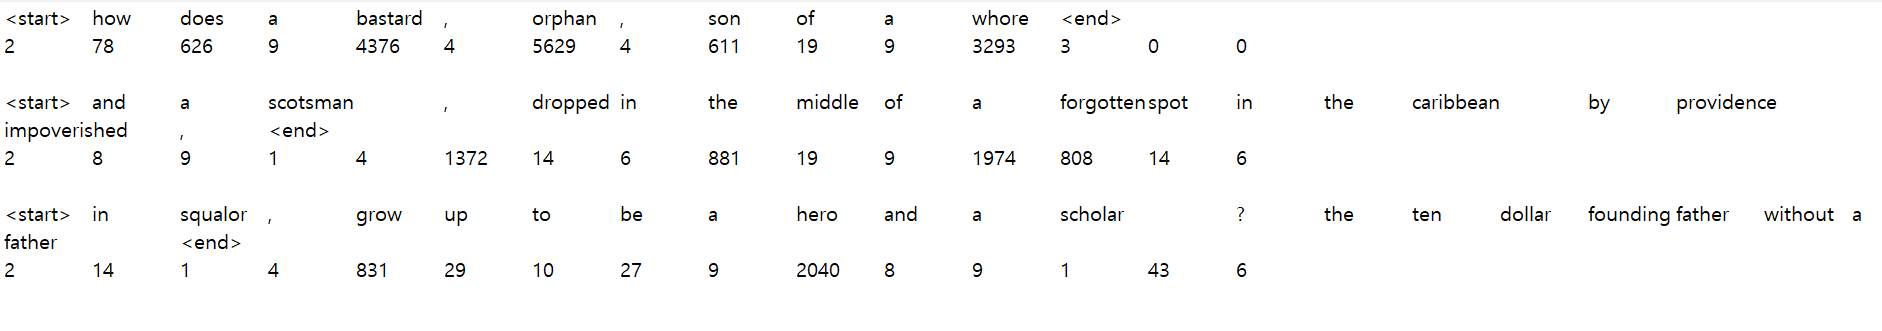 <start> how does a bastard , orphan , son of a whore <end>
2 78 626 9 4376 4 5629 4 611 19 9 3293 3 0 0
<start> and a scotsman , dropped in the middle of a forgotten spot in the caribbean by providence
impoverished , <end>
2 8 9 1 4 1372 14 6 881 19 9 1974 808 14 6
<start> in squalor , grow up to be a hero and a scholar ? the ten dollar founding father without a
father <end>
2 14 1 4 831 29 10 27 9 2040 8 9 1 43 6